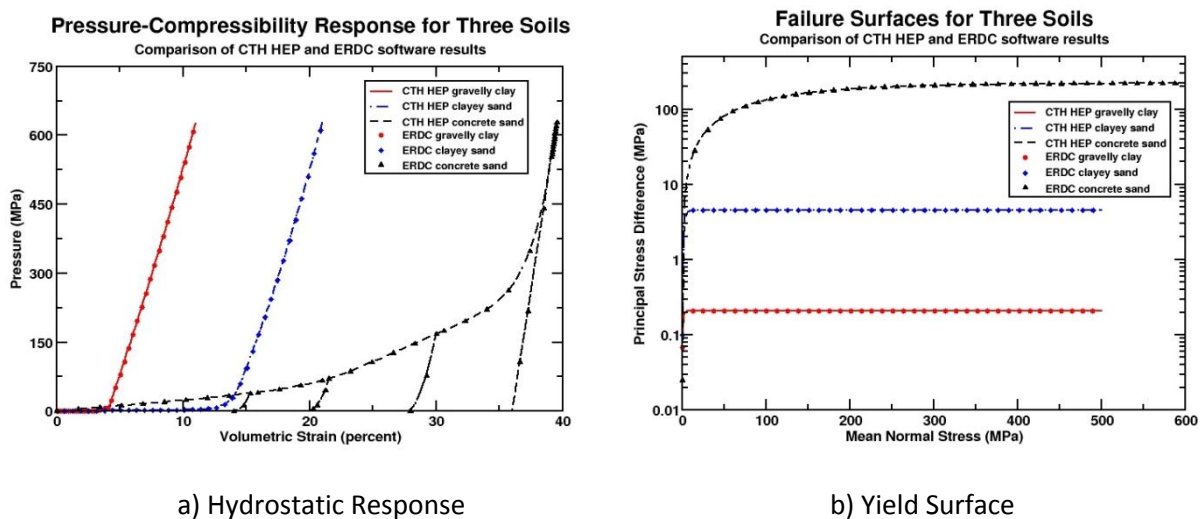 Pressure-Compressibility Response for Three Soils
Comparison of CTH HEP and ERDC software results
750
600
450
300
150
0
Pressure (MPa)
CTH HEP gravelly clay
CTH HEP clayey sand
CTH HEP concrete sand
ERDC gravelly clay
ERDC clayey sand
ERDC concrete sand
0 10 20 30 40
Volumetric Strain (percent)
a) Hydrostatic Response
Failure Surfaces for Three Soils
Comparison of CTH HEP and ERDC software results
100
10
1
0.1
0.01
Principal Stress Difference (MPa)
CTH HEP gravelly clay
CTH HEP clayey sand
CTH HEP concrete sand
ERDC gravelly clay
ERDC clayey sand
ERDC concrete sand
0 100 200 300 400 500 600
Mean Normal Stress (MPa)
b) Yield Surface